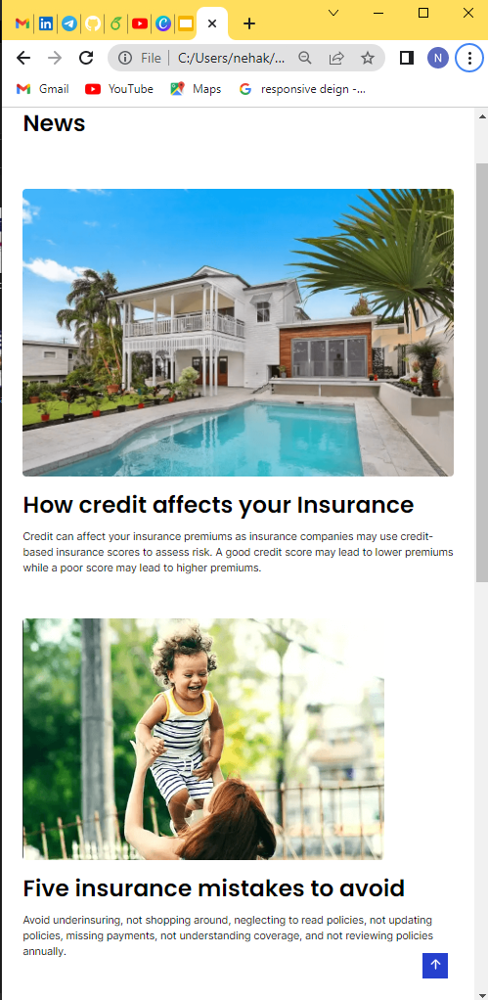 File
C:/Users/nehak/...
N
Gmail
YouTube
Maps
responsive deign -...
News
How credit affects your Insurance
Credit can affect your insurance premiums as insurance companies may use credit-
based insurance scores to assess risk. A good credit score may lead to lower premiums
while a poor score may lead to higher premiums.
Five insurance mistakes to avoid
Avoid underinsuring, not shopping around, neglecting to read policies, not updating
policies, missing payments, not understanding coverage, and not reviewing policies
annually.